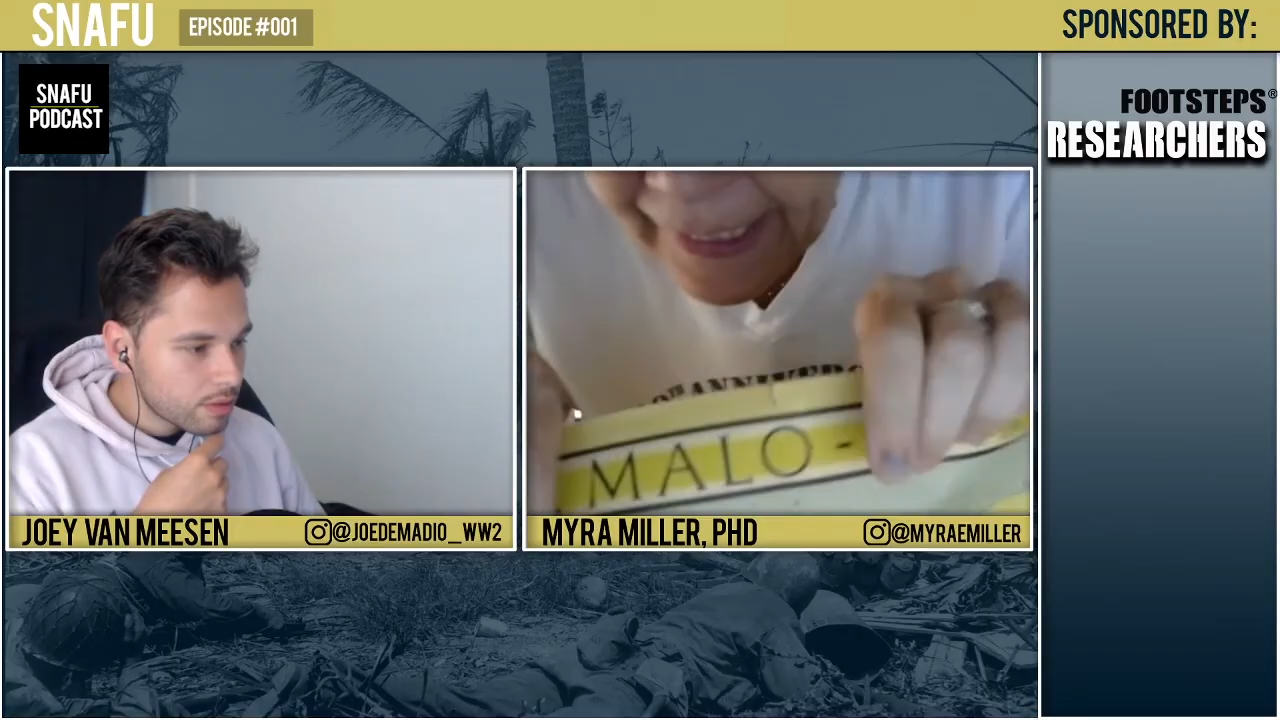 SNAFU
EPISODE #001
SPONSORED BY:
SNAFU
PODCAST
FOOTSTEPS®
RESEARCHERS
MALO -
JOEY VAN MEESEN
@JOEDEMADIO_WW2
MYRA MILLER, PHD
@MYRAEMILLER